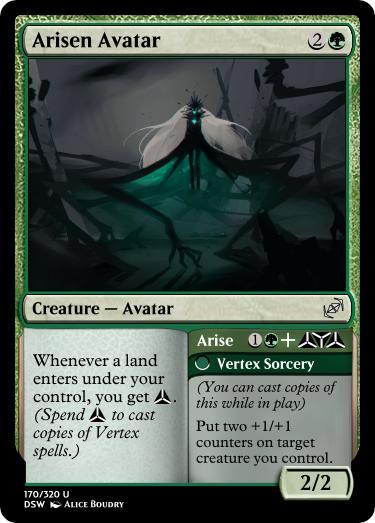 Arisen Avatar 2
Creature — Avatar
Whenever a land
enters under your
control, you get .
(Spend to cast
copies of Vertex
spells.)
Arise 1 +
Vertex Sorcery
(You can cast copies of
this while in play)
Put two +1/+1
counters on target
creature you control.
2/2
170/320 U
DSW Alice Boudry